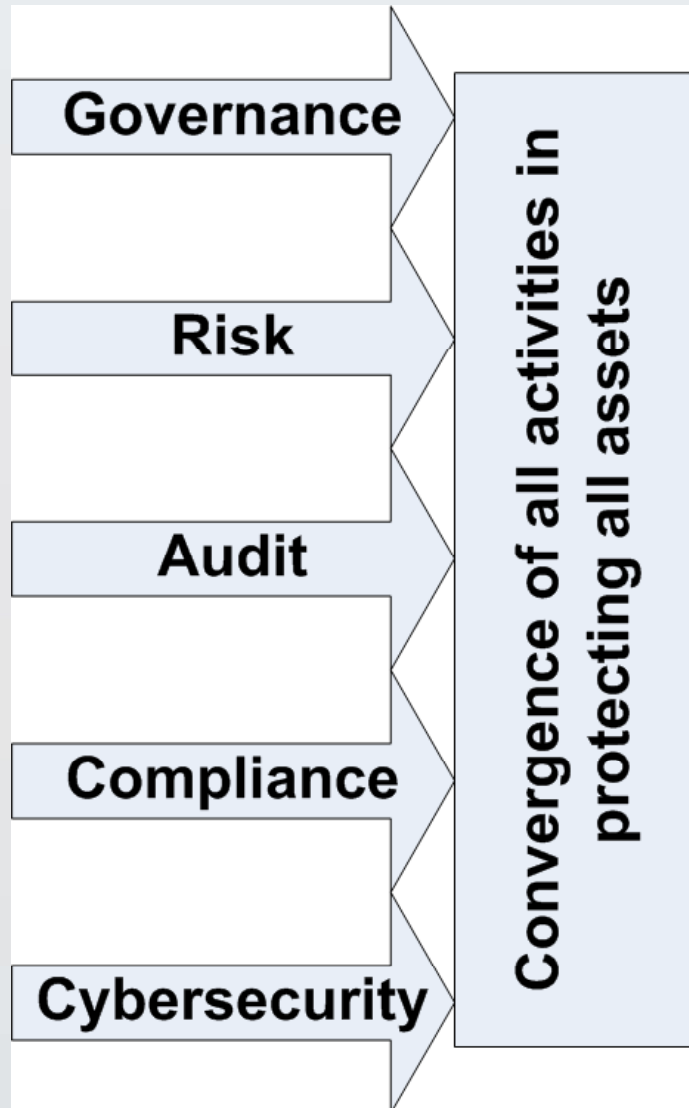 Governance
Risk
Audit
Compliance
Cybersecurity
Convergence of all activities in
protecting all assets